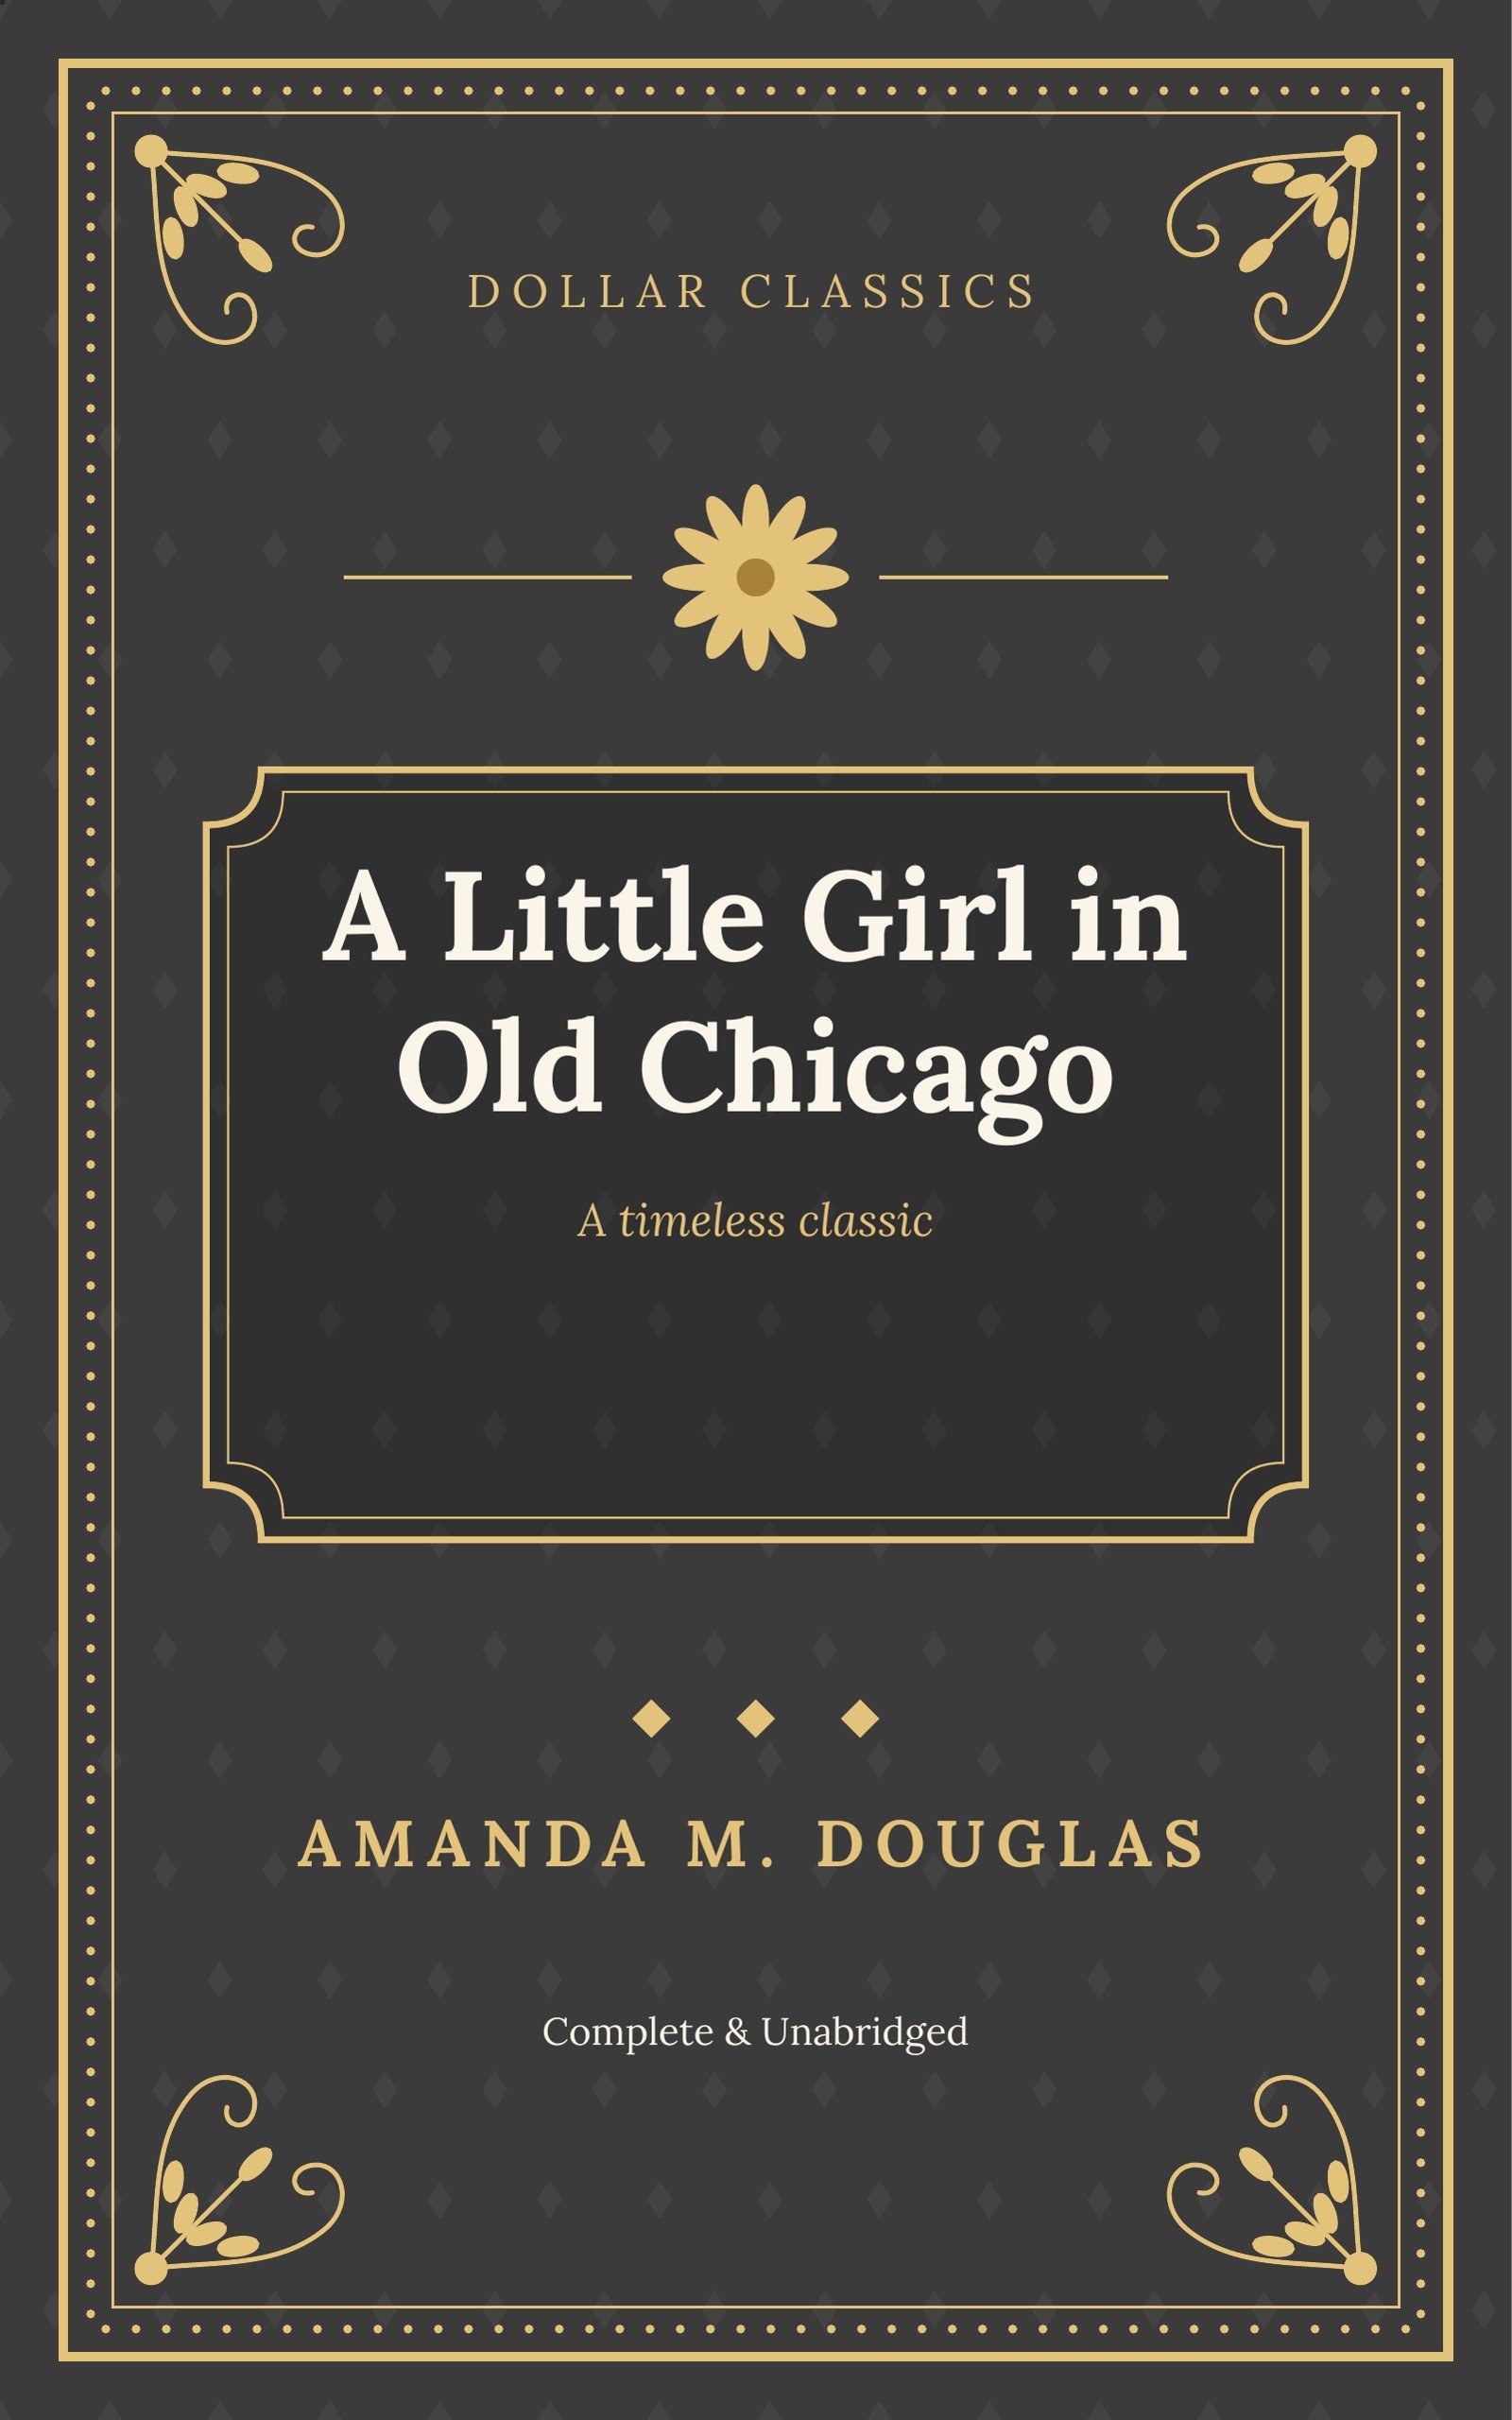 DOLLAR CLASSICS
A Little Girl in
Old Chicago
A timeless classic
AMANDA M. DOUGLAS
Complete & Unabridged